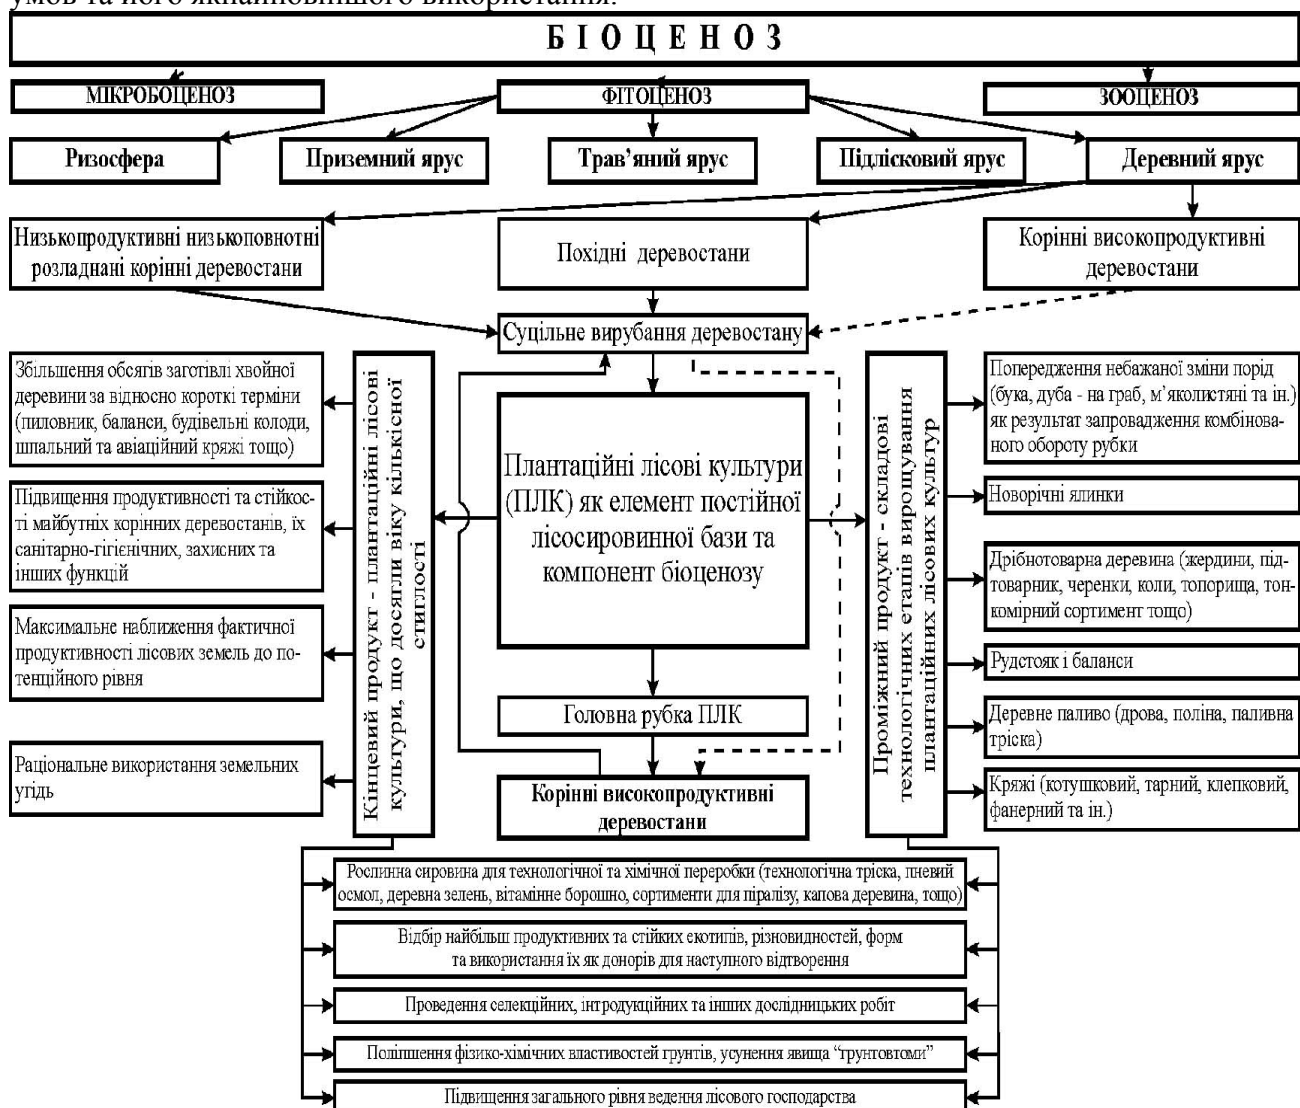 умов та його якнайповнішого використання.
Б І О Ц Е Н О З
МІКРОБОЦЕНОЗ
ФІТОЦЕНОЗ
ЗООЦЕНОЗ
Ризосфера
Приземний ярус
Трав’яний ярус
Підлісковий ярус
Деревний ярус
Низькопродуктивні низькоповнотні
розладнані корінні деревостани
Похідні деревостани
Корінні високопродуктивні
деревостани
Суцільне вирубання деревостану
Збільшення обсягів заготівлі хвойної
деревини за відносно короткі терміни
(пиловник, баланси, будівельні колоди,
шпальний та авіаційний кряжі тощо)
Підвищення продуктивності та стійкос-
ті майбутніх корінних деревостанів, їх
санітарно-гігієнічних, захисних та
інших функцій
Максимальне наближення фактичної
продуктивності лісових земель до по-
тенційного рівня
Раціональне використання земельних
угідь
Кінцевий продукт - плантаційні лісові
культури, що досягли віку кількісної
стиглості
Плантаційні лісові культури
(ПЛК) як елемент постійної
лісосировинної бази та
компонент біоценозу
Головна рубка ПЛК
Корінні високопродуктивні
деревостани
Проміжний продукт - складові
технологічних етапів вирощування
плантаційних лісових культур
Попередження небажаної зміни порід
(бука, дуба - на граб, м’яколистяні та ін.)
як результат запровадження комбінова-
ного обороту рубки
Новорічні ялинки
Дрібнотоварна деревина (жердини, під-
товарник, черенки, коли, топорища, тон-
комірний сортимент тощо)
Рудстояк і баланси
Деревне паливо (дрова, поліна, паливна
тріска)
Кряжі (котушковий, тарний, клепковий,
фанерний та ін.)
Рослинна сировина для технологічної та хімічної переробки (технологічна тріска, пневий
осмол, деревна зелень, вітамінне борошно, сортименти для піралізу, капова деревина, тощо)
Відбір найбільш продуктивних та стійких екотипів, різновидностей, форм
та використання їх як донорів для наступного відтворення
Проведення селекційних, інтродукційних та інших дослідницьких робіт
Поліпшення фізико-хімічних властивостей ґрунтів, усунення явища “ґрунтовтоми”
Підвищення загального рівня ведення лісового господарства